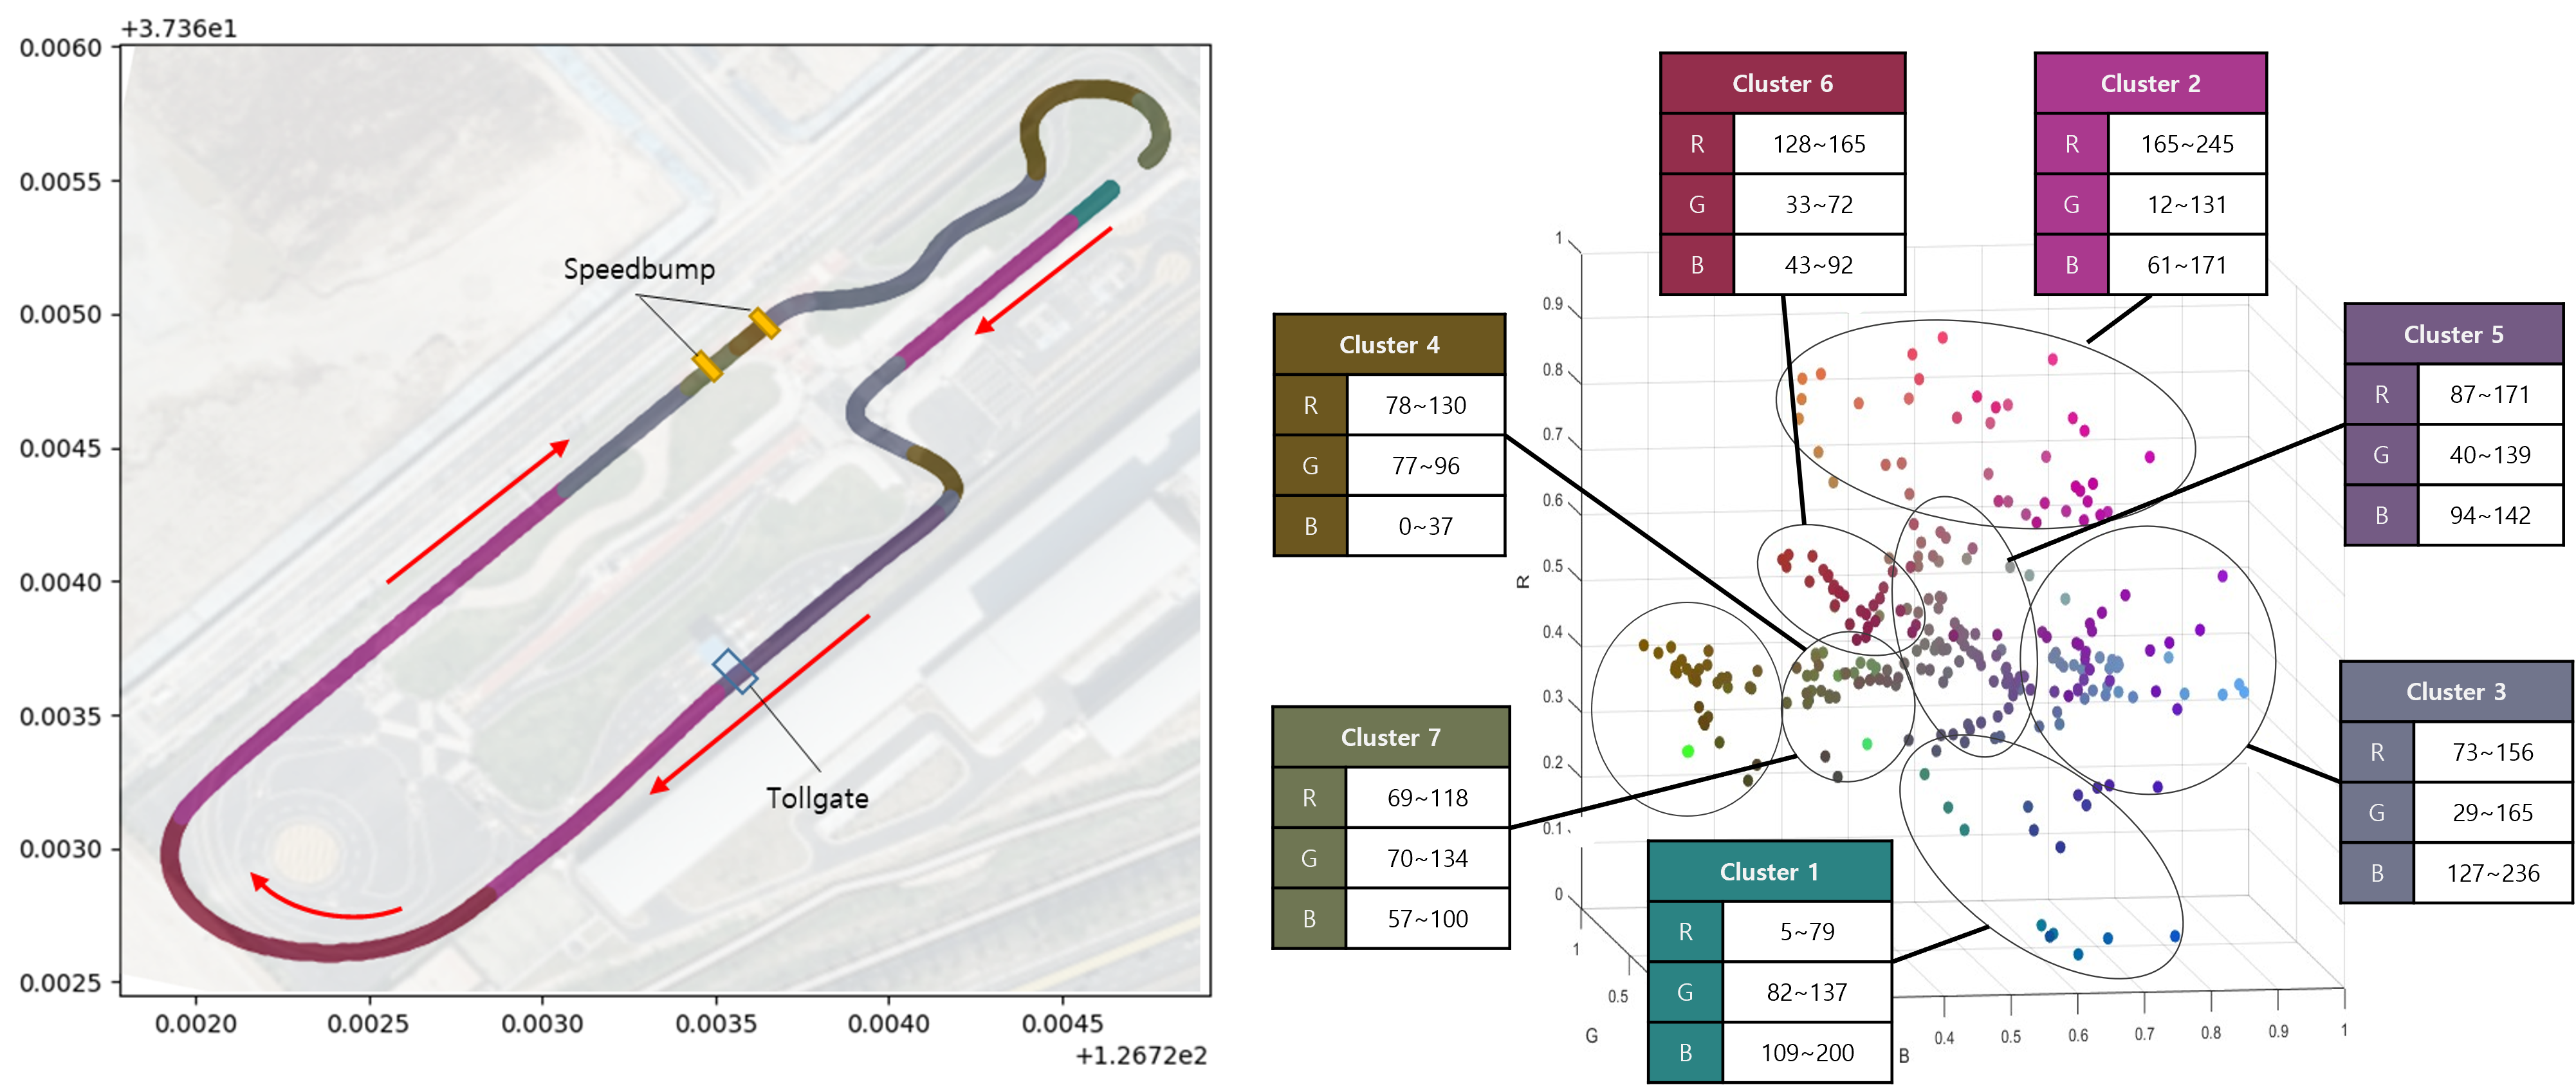 +3.736e1
0.0060
0.0055
0.0050
0.0045
0.0040
0.0035
0.0030
0.0025
0.0020 0.0025 0.0030 0.0035 0.0040 0.0045
+1.2672e2
Speedbump
Tollgate
Cluster 6
R 128~165
G 33~72
B 43~92
Cluster 2
R 165~245
G 12~131
B 61~171
Cluster 4
R 78~130
G 77~96
B 0~37
Cluster 5
R 87~171
G 40~139
B 94~142
Cluster 7
R 69~118
G 70~134
B 57~100
Cluster 3
R 73~156
G 29~165
B 127~236
Cluster 1
R 5~79
G 82~137
B 109~200
1
0.9
0.8
0.7
0.6
0.5
0.4
0.3
0.2
0.1
0
R
1
0.5
G
B
0.4 0.5 0.6 0.7 0.8 0.9 1